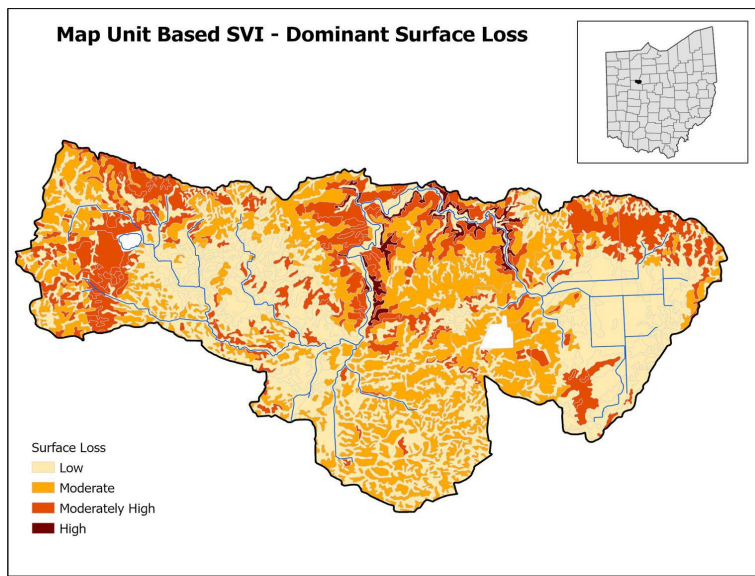 Map Unit Based SVI - Dominant Surface Loss
Surface Loss
Low
Moderate
Moderately High
High